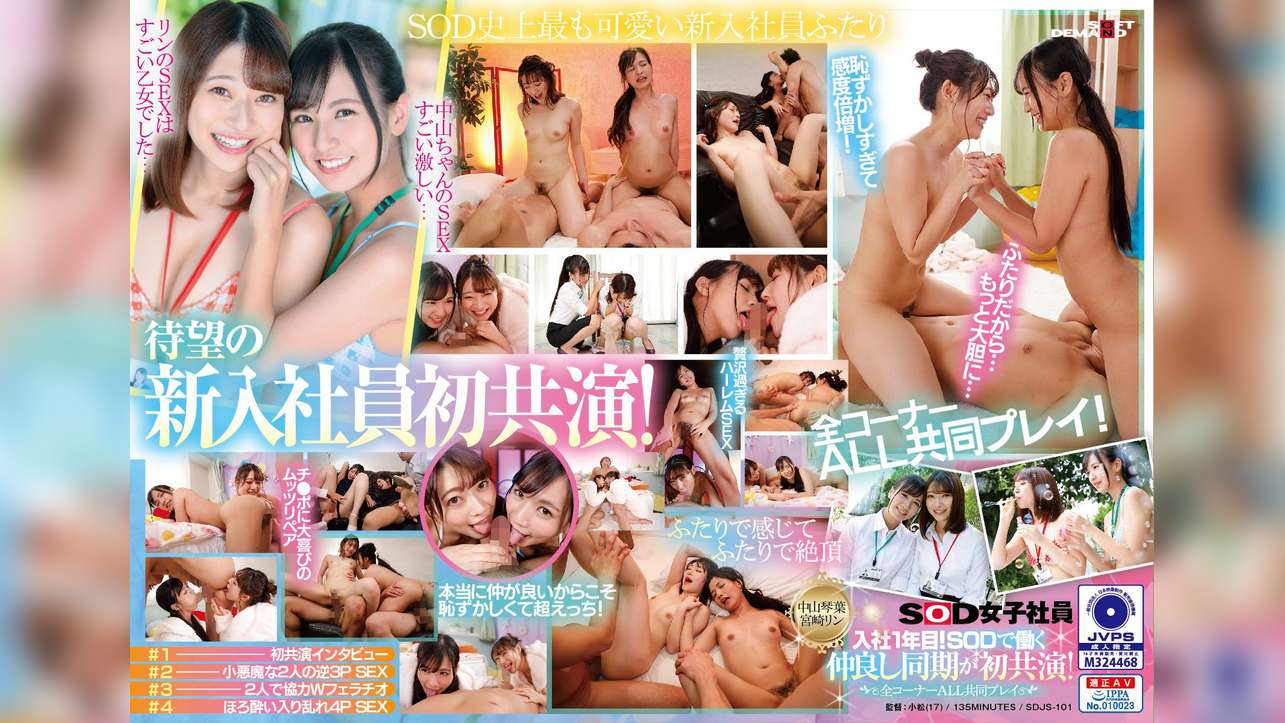 SOD史上最も可愛い新入社員ふたり
SOFT
ON
DEMAND
リンのSEXは
すごい乙女でした…
中山ちゃんのSEX
すごい激しい…
恥ずかしすぎて
感度倍増!
ふたりだから…
もっと大胆に…
待望の
新入社員初共演!
贅沢過ぎる
ハーレムSEX
全コーナー
ALL共同プレイ!
チ●ポに大喜びの
ムッツリペア
ふたりで感じて
ふたりで絶頂
本当に仲が良いからこそ
恥ずかしくて超えっち!
中山琴葉
宮崎リン
#1 初共演インタビュー
#2 小悪魔な2人の逆3P SEX
#3 2人で協力Wフェラチオ
#4 ほろ酔い入り乱れ4P SEX
SOD女子社員
入社1年目!SODで働く
仲良し同期が初共演!
全コーナーALL共同プレイ
監督:小松(17) / 135MINUTES / SDJS-101
JVPS
成人指定
M324468
適正AV
IPPA
No.010023